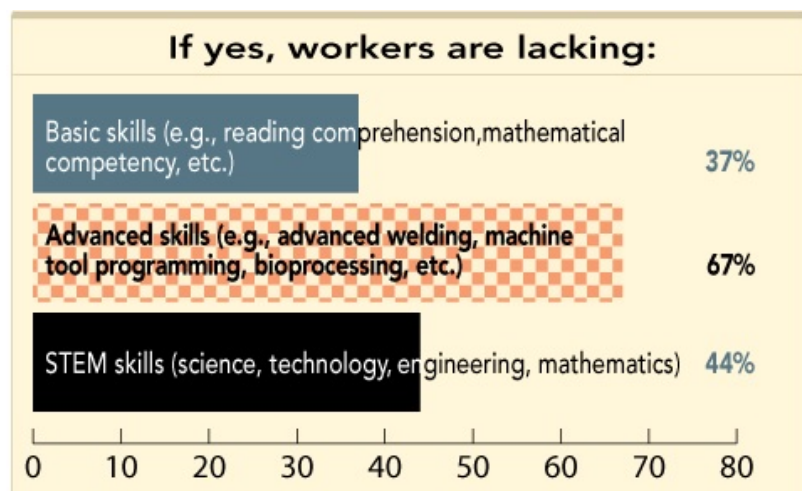 If yes, workers are lacking:
Basic skills (e.g., reading comprehension,mathematical
competency, etc.)
37%
Advanced skills (e.g., advanced welding, machine
tool programming, bioprocessing, etc.)
67%
STEM skills (science, technology, engineering, mathematics) 44%
0 10 20 30 40 50 60 70 80